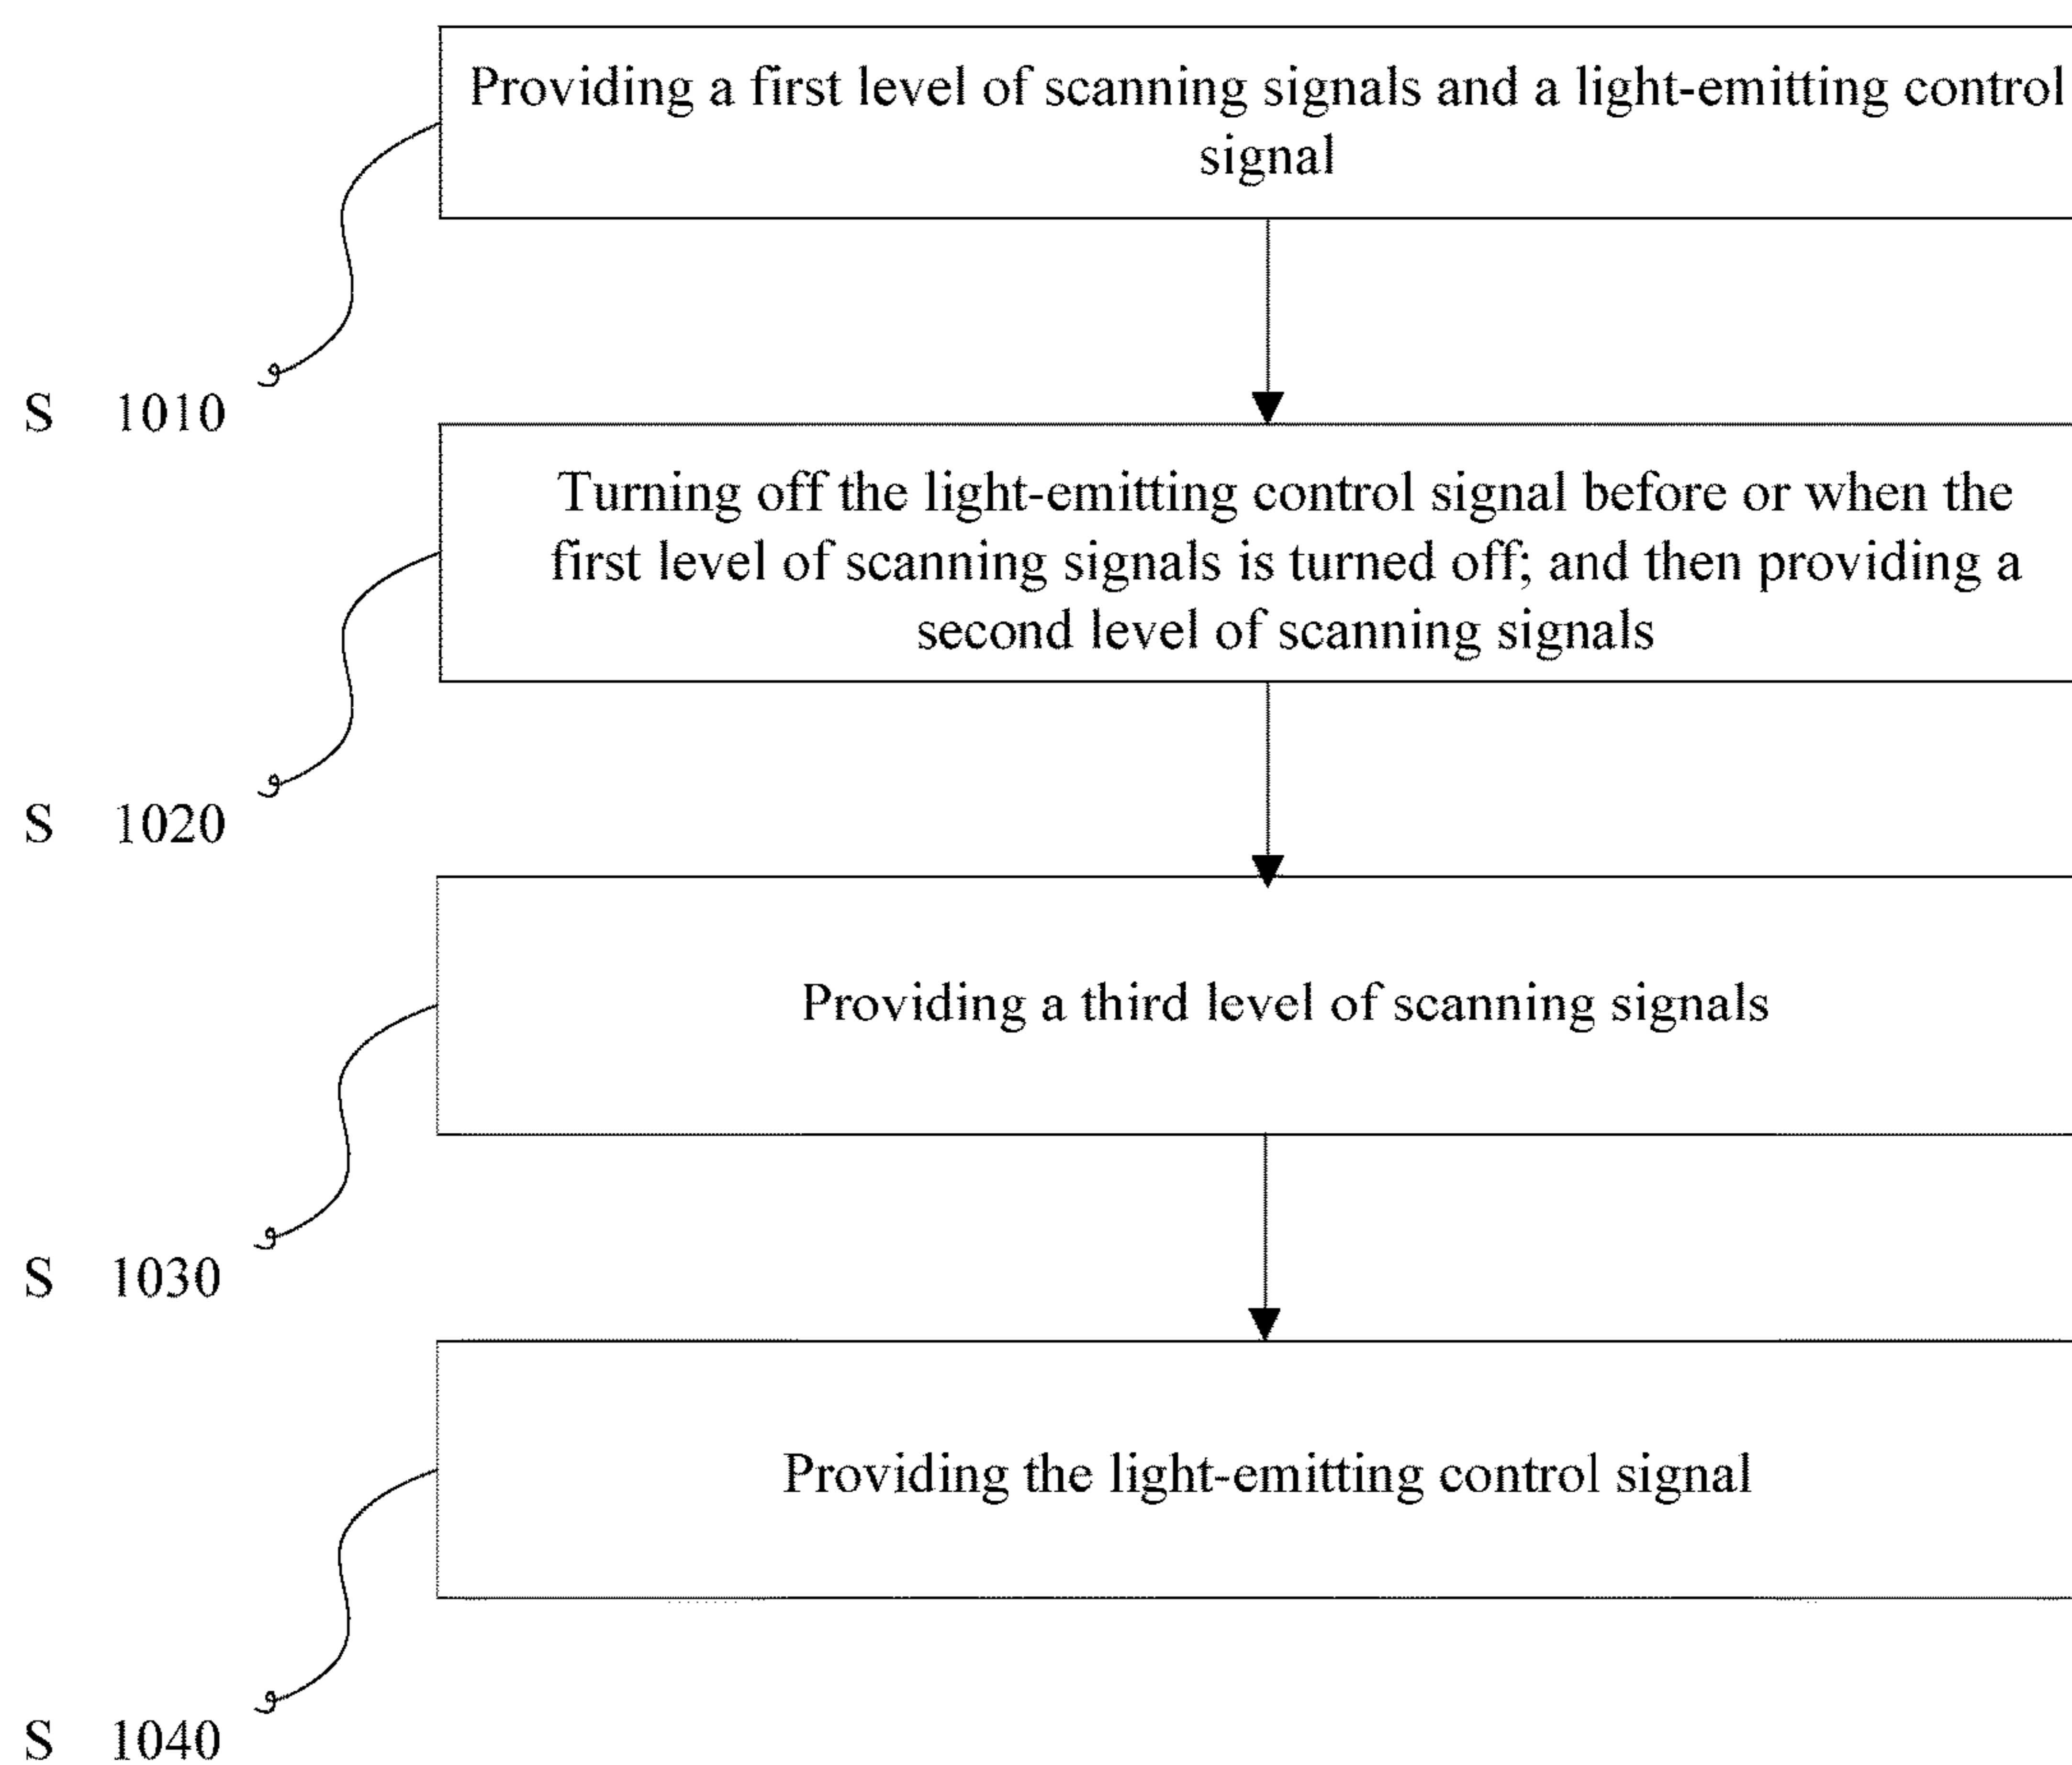 Providing a first level of scanning signals and a light-emitting control
signal
S 1010
Turning off the light-emitting control signal before or when the
first level of scanning signals is turned off; and then providing a
second level of scanning signals
S 1020
Providing a third level of scanning signals
S 1030
Providing the light-emitting control signal
S 1040